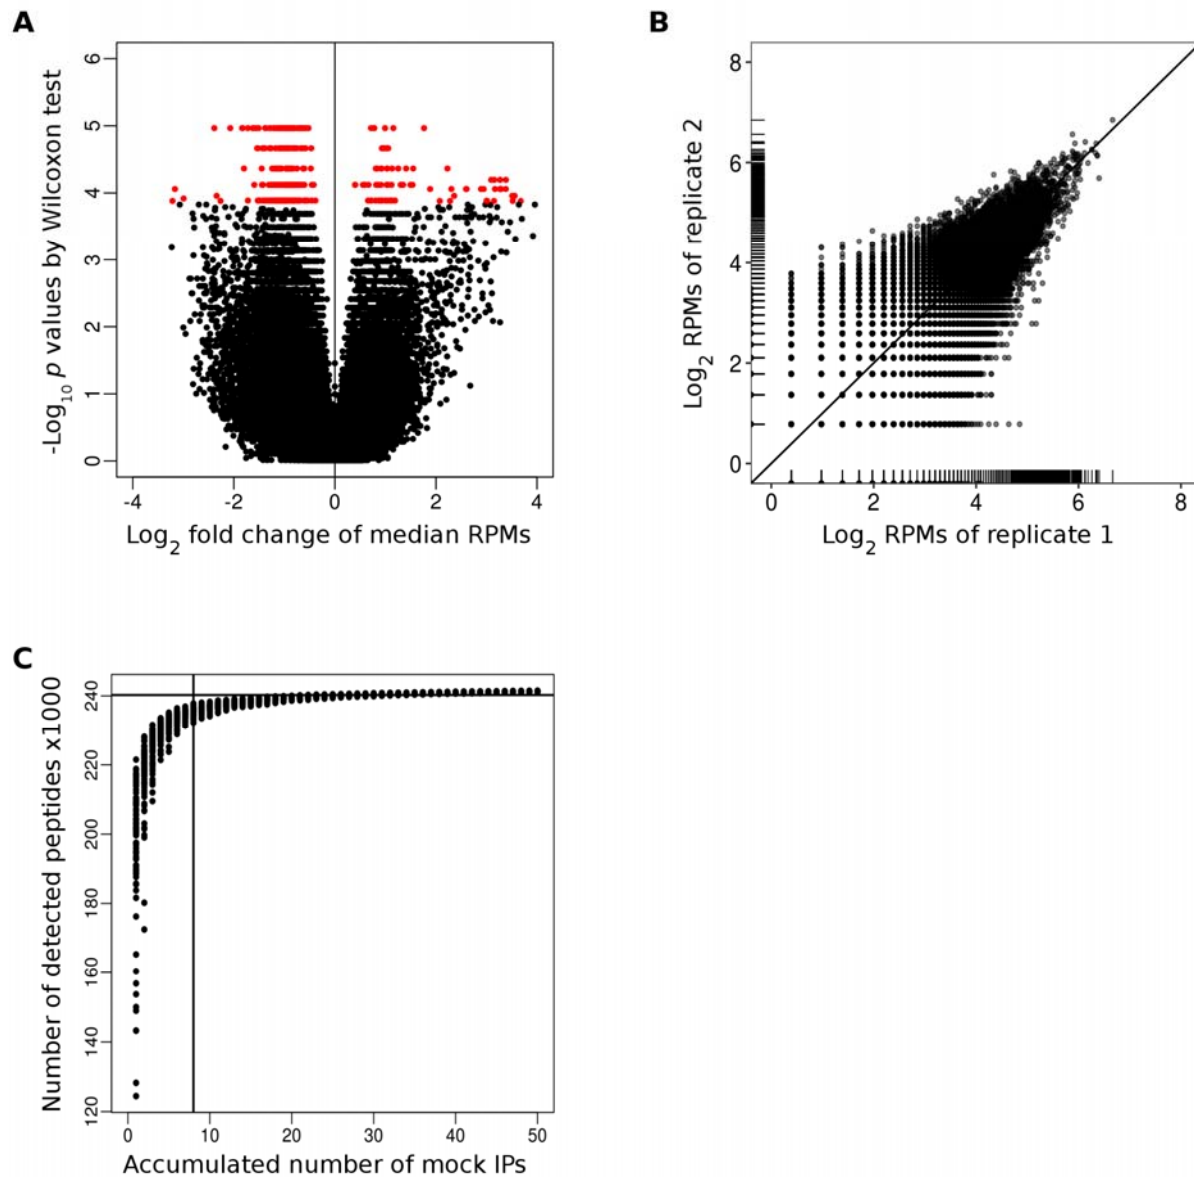 A
B
-Log10 p values by Wilcoxon test
6
5
4
3
2
1
0
-4 -2 0 2 4
Log2 fold change of median RPMs
Log2 RPMs of replicate 2
8
6
4
2
0
0 2 4 6 8
Log2 RPMs of replicate 1
C
Number of detected peptides x1000
240
220
200
180
160
140
120
0 10 20 30 40 50
Accumulated number of mock IPs